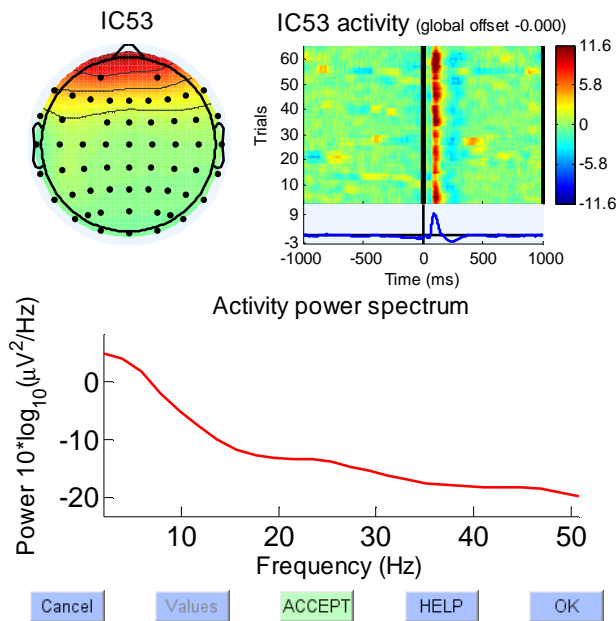 IC53
IC53 activity (global offset -0.000)
Trials
60
50
40
30
20
10
11.6
5.8
0
-5.8
-11.6
9
-3
-1000 -500 0 500 1000
Time (ms)
Activity power spectrum
Power 10*log10(μV2/Hz)
0
-10
-20
10 20 30 40 50
Frequency (Hz)
Cancel Values ACCEPT HELP OK